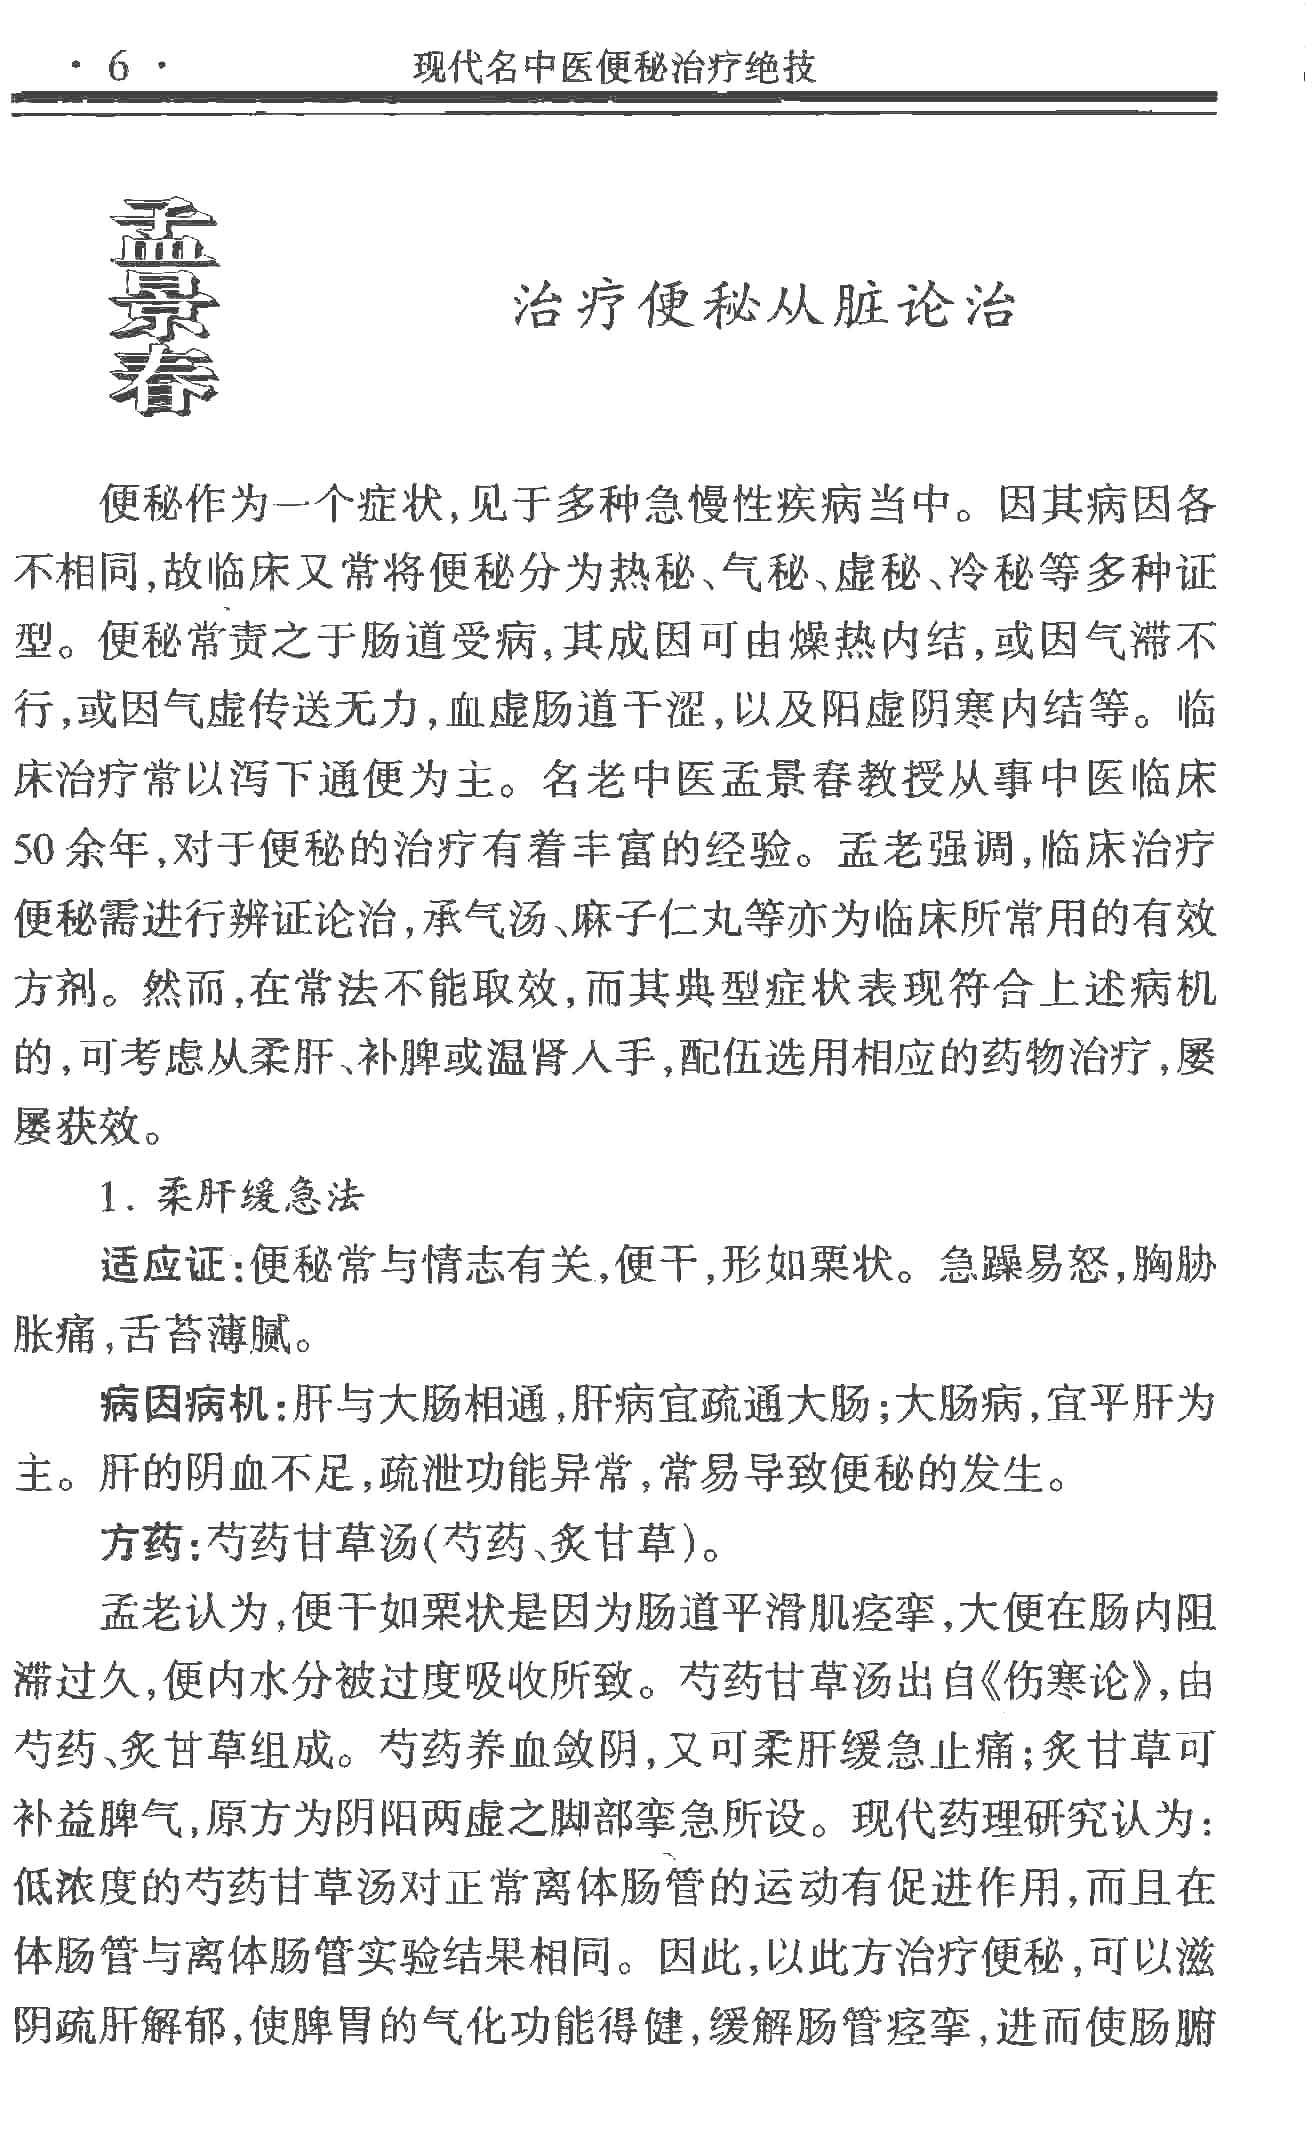 · 6 ·
现代名中医便秘治疗绝技
孟景春
治疗便秘从脏论治
便秘作为一个症状,见于多种急慢性疾病当中。因其病因各
不相同,故临床又常将便秘分为热秘、气秘、虚秘、冷秘等多种证
型。便秘常责之于肠道受病,其成因可由燥热内结,或因气滞不
行,或因气虚传送无力,血虚肠道干涩,以及阳虚阴寒内结等。临
床治疗常以泻下通便为主。名老中医孟景春教授从事中医临床
50余年,对于便秘的治疗有着丰富的经验。孟老强调,临床治疗
便秘需进行辨证论治,承气汤、麻子仁丸等亦为临床所常用的有效
方剂。然而,在常法不能取效,而其典型症状表现符合上述病机
的,可考虑从柔肝、补脾或温肾入手,配伍选用相应的药物治疗,屡
屡获效。
1. 柔肝缓急法
适应证:便秘常与情志有关,便干,形如栗状。急躁易怒,胸胁
胀痛,舌苔薄腻。
病因病机:肝与大肠相通,肝病宜疏通大肠;大肠病,宜平肝为
主。肝的阴血不足,疏泄功能异常,常易导致便秘的发生。
方药:芍药甘草汤(芍药、炙甘草)。
孟老认为,便干如栗状是因为肠道平滑肌痉挛,大便在肠内阻
滞过久,便内水分被过度吸收所致。芍药甘草汤出自《伤寒论》,由
芍药、炙甘草组成。芍药养血敛阴,又可柔肝缓急止痛;炙甘草可
补益脾气,原方为阴阳两虚之脚部挛急所设。现代药理研究认为:
低浓度的芍药甘草汤对正常离体肠管的运动有促进作用,而且在
体肠管与离体肠管实验结果相同。因此,以此方治疗便秘,可以滋
阴疏肝解郁,使脾胃的气化功能得健,缓解肠管痉挛,进而使肠腑